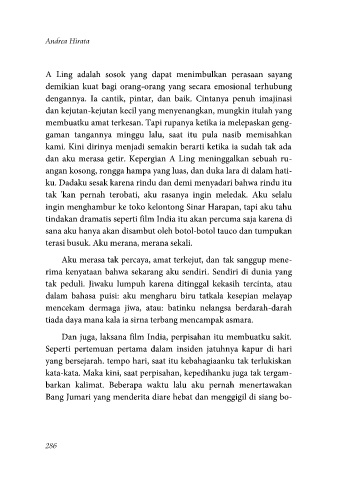 Andrea Hirata
A Ling adalah sosok yang dapat menimbulkan perasaan sayang
demikian kuat bagi orang-orang yang secara emosional terhubung
dengannya. Ia cantik, pintar, dan baik. Cintanya penuh imajinasi
dan kejutan-kejutan kecil yang menyenangkan, mungkin itulah yang
membuatku amat terkesan. Tapi rupanya ketika ia melepaskan geng-
gaman tangannya minggu lalu, saat itu pula nasib memisahkan
kami. Kini dirinya menjadi semakin berarti ketika ia sudah tak ada
dan aku merasa getir. Kepergian A Ling meninggalkan sebuah ru-
angan kosong, rongga hampa yang luas, dan duka lara di dalam hati-
ku. Dadaku sesak karena rindu dan demi menyadari bahwa rindu itu
tak 'kan pernah terobati, aku rasanya ingin meledak. Aku selalu
ingin menghambur ke toko kelontong Sinar Harapan, tapi aku tahu
tindakan dramatis seperti film India itu akan percuma saja karena di
sana aku hanya akan disambut oleh botol-botol tauco dan tumpukan
terasi busuk. Aku merana, merana sekali.
Aku merasa tak percaya, amat terkejut, dan tak sanggup mene-
rima kenyataan bahwa sekarang aku sendiri. Sendiri di dunia yang
tak peduli. Jiwaku lumpuh karena ditinggal kekasih tercinta, atau
dalam bahasa puisi: aku mengharu biru tatkala kesepian melayap
mencekam dermaga jiwa, atau: batinku nelangsa berdarah-darah
tiada daya mana kala ia sirna terbang mencampak asmara.
Dan juga, laksana film India, perpisahan itu membuatku sakit.
Seperti pertemuan pertama dalam insiden jatuhnya kapur di hari
yang bersejarah. tempo hari, saat itu kebahagiaanku tak terlukiskan
kata-kata. Maka kini, saat perpisahan, kepedihanku juga tak tergam-
barkan kalimat. Beberapa waktu lalu aku pernah menertawakan
Bang Jumari yang menderita diare hebat dan menggigil di siang bo-
286